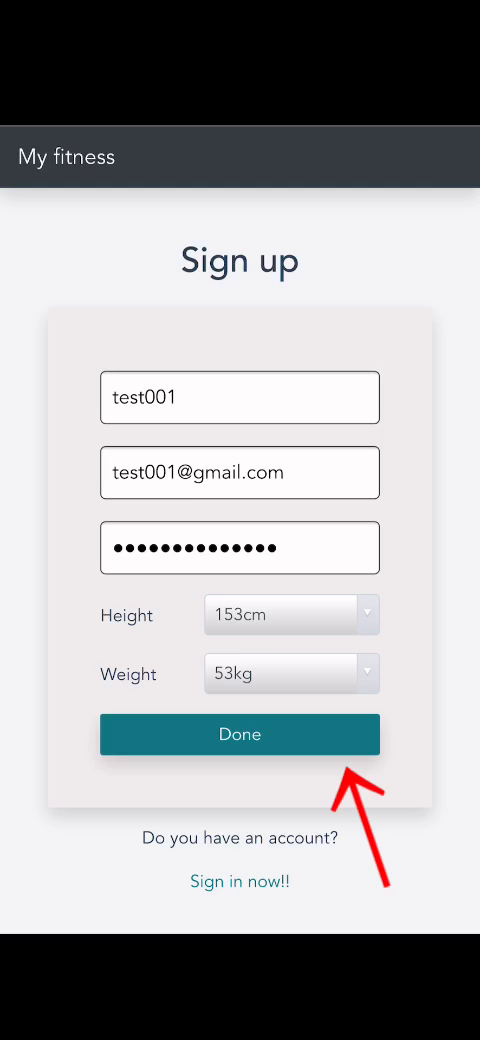 My fitness
Sign up
test001
test001@gmail.com
●●●●●●●●●●●●●●
Height 153cm
Weight 53kg
Done
Do you have an account?
Sign in now!!